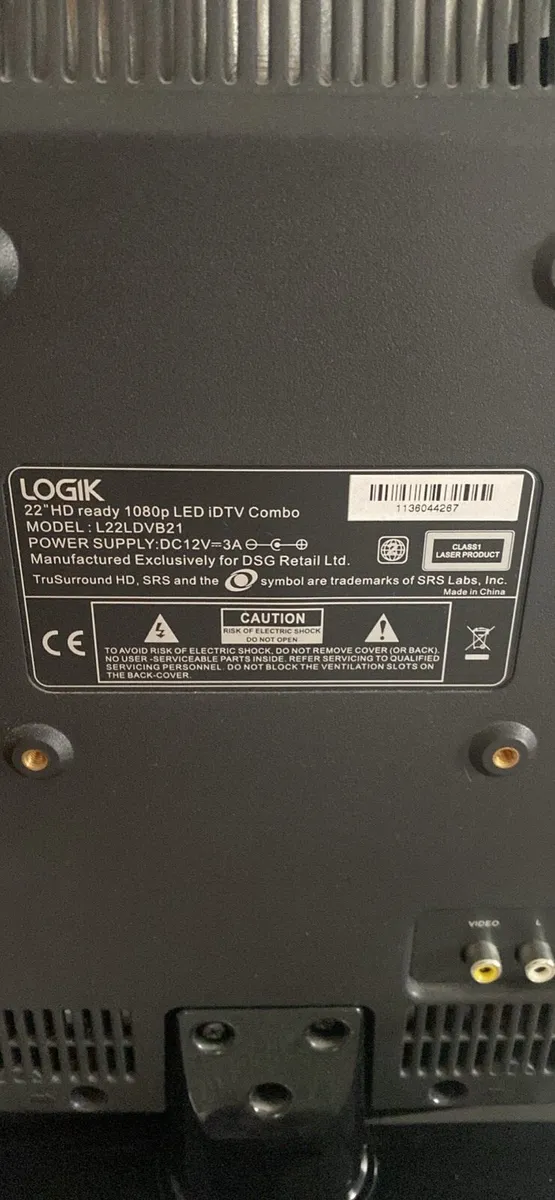 LOGIK
22"HD ready 1080p LED iDTV Combo
MODEL : L22LDVB21
POWER SUPPLY:DC12V⎓3A
Manufactured Exclusively for DSG Retail Ltd.
TruSurround HD, SRS and the symbol are trademarks of SRS Labs, Inc.
1136044267
CLASS1
LASER PRODUCT
Made in China
CE
CAUTION
RISK OF ELECTRIC SHOCK
DO NOT OPEN
TO AVOID RISK OF ELECTRIC SHOCK, DO NOT REMOVE COVER (OR BACK).
NO USER -SERVICEABLE PARTS INSIDE. REFER SERVICING TO QUALIFIED
SERVICING PERSONNEL. DO NOT BLOCK THE VENTILATION SLOTS ON
THE BACK-COVER.
VIDEO
L